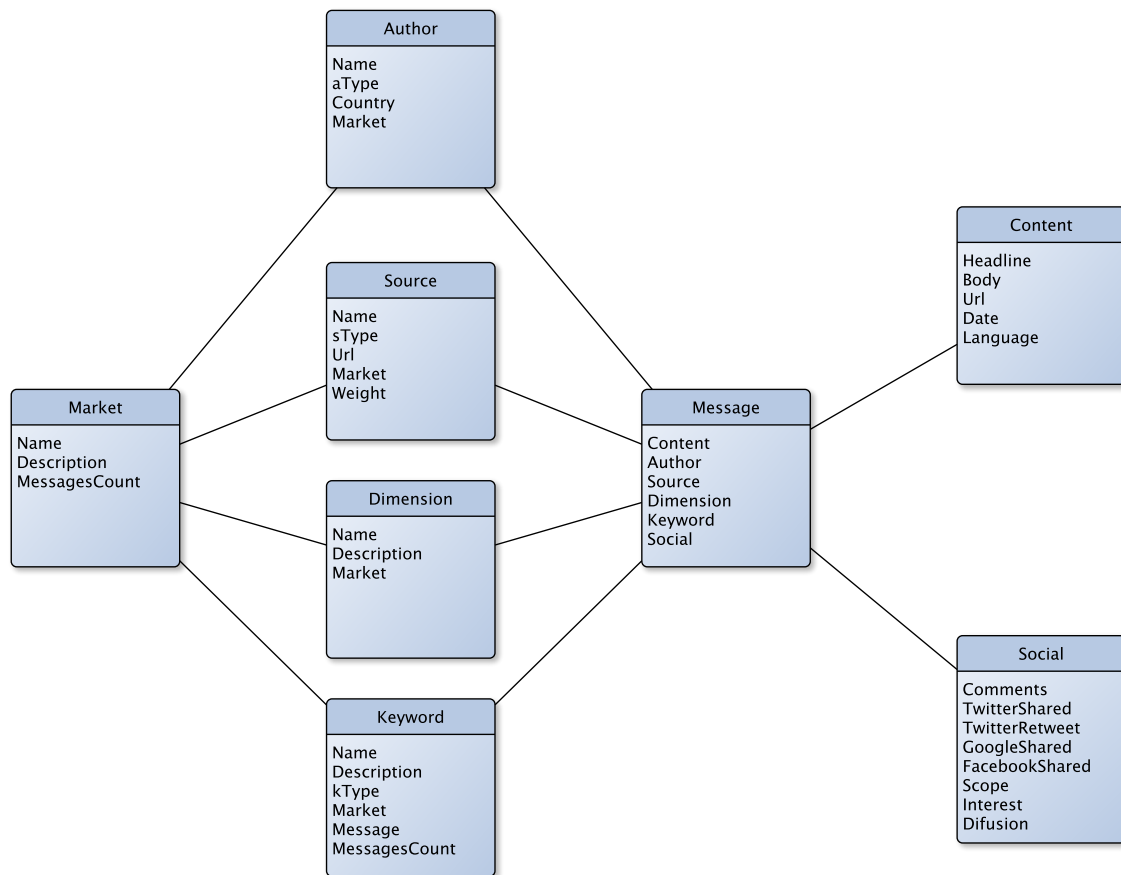 Author
Name
aType
Country
Market
Source
Name
sType
Url
Market
Weight
Market
Name
Description
MessagesCount
Dimension
Name
Description
Market
Keyword
Name
Description
kType
Market
Message
MessagesCount
Message
Content
Author
Source
Dimension
Keyword
Social
Content
Headline
Body
Url
Date
Language
Social
Comments
TwitterShared
TwitterRetweet
GoogleShared
FacebookShared
Scope
Interest
Difusion